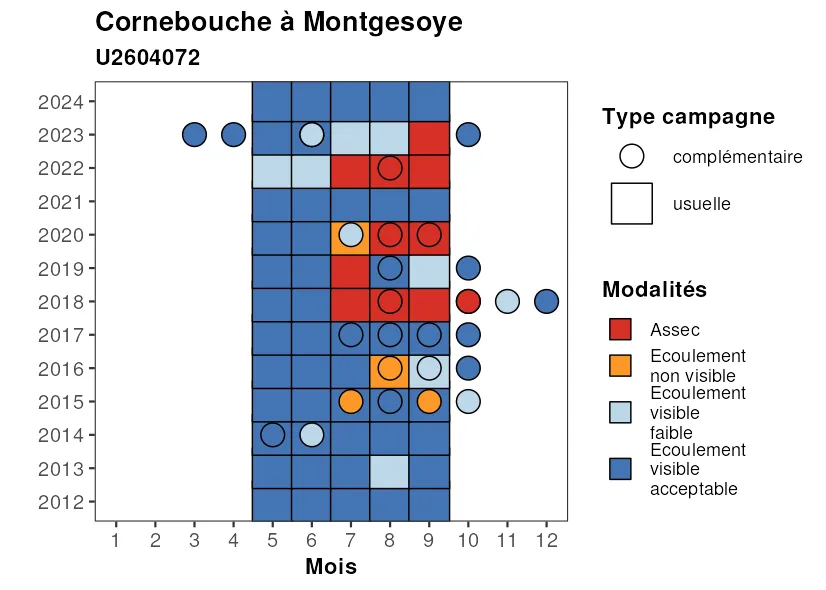 Cornebouche à Montgesoye
U2604072
2024
2023
2022
2021
2020
2019
2018
2017
2016
2015
2014
2013
2012
1 2 3 4 5 6 7 8 9 10 11 12
Mois
Type campagne
complémentaire
usuelle
Modalités
Assec
Ecoulement
non visible
Ecoulement
visible
faible
Ecoulement
visible
acceptable